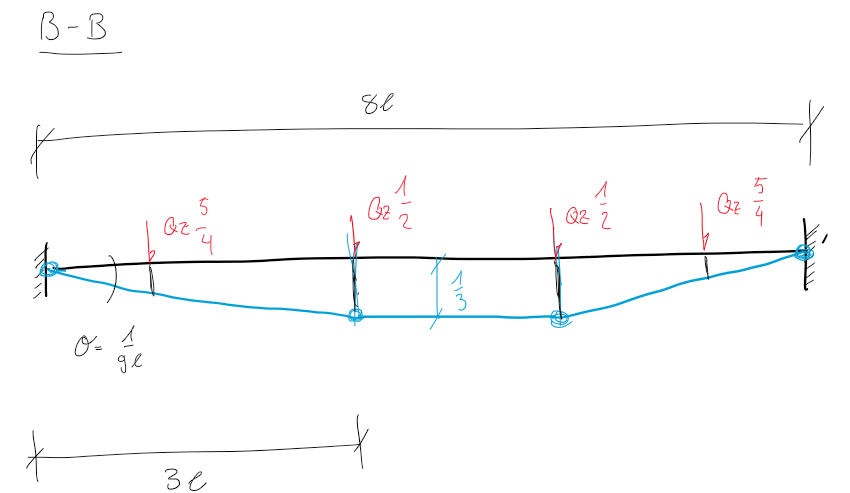 B-B
8l
Qz 5/4
Qz 1/2
Qz 1/2
Qz 5/4
1/3
ϑ= 1/9l
3l